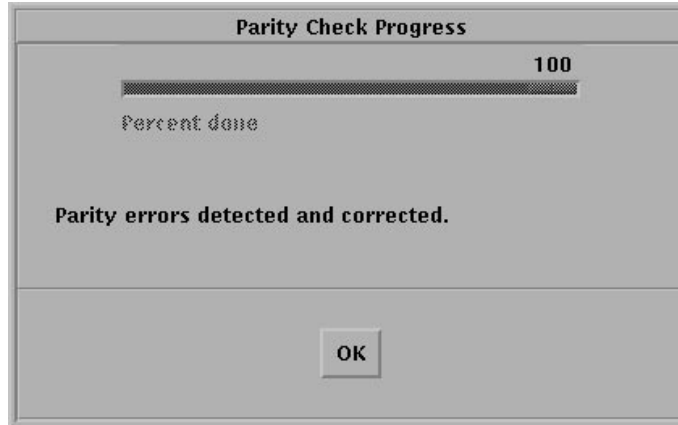 Parity Check Progress
100
Percent done
Parity errors detected and corrected.
OK